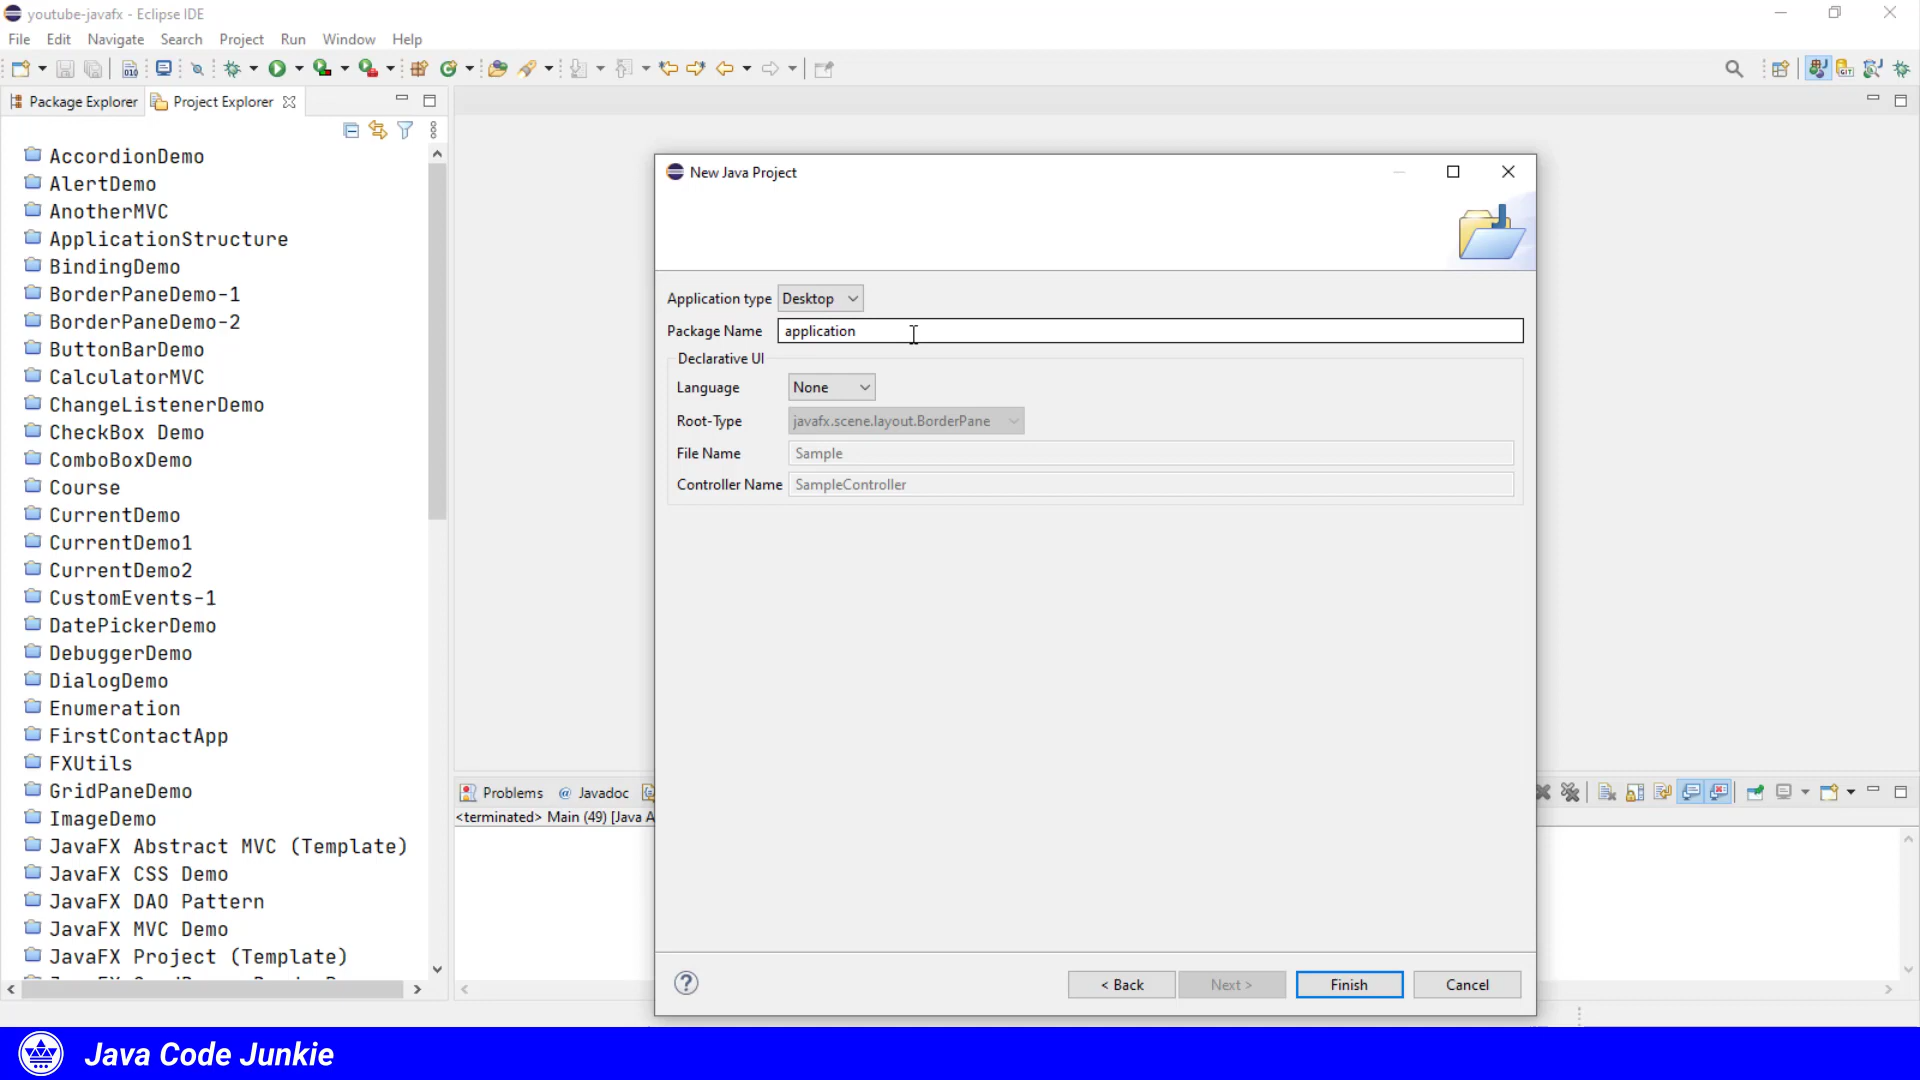 youtube-javafx - Eclipse IDE
File Edit Navigate Search Project Run Window Help
Package Explorer Project Explorer
AccordionDemo
AlertDemo
AnotherMVC
ApplicationStructure
BindingDemo
BorderPaneDemo-1
BorderPaneDemo-2
ButtonBarDemo
CalculatorMVC
ChangeListenerDemo
CheckBox Demo
ComboBoxDemo
Course
CurrentDemo
CurrentDemo1
CurrentDemo2
CustomEvents-1
DatePickerDemo
DebuggerDemo
DialogDemo
Enumeration
FirstContactApp
FXUtils
GridPaneDemo
ImageDemo
JavaFX Abstract MVC (Template)
JavaFX CSS Demo
JavaFX DAO Pattern
JavaFX MVC Demo
JavaFX Project (Template)
New Java Project
Application type Desktop
Package Name application
Declarative UI
Language None
Root-Type javafx.scene.layout.BorderPane
File Name Sample
Controller Name SampleController
< Back Next > Finish Cancel
Problems @ Javadoc
<terminated> Main (49) [Java A
Java Code Junkie